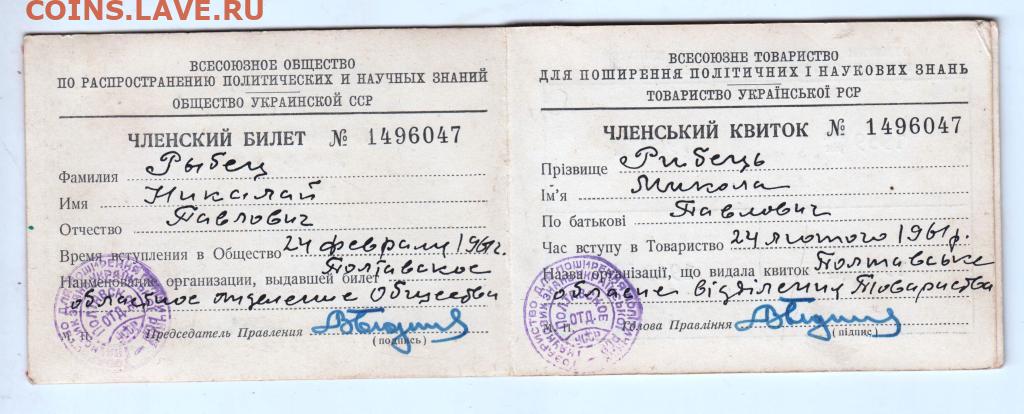 COINS.LAVE.RU
ВСЕСОЮЗНОЕ ОБЩЕСТВО
ПО РАСПРОСТРАНЕНИЮ ПОЛИТИЧЕСКИХ И НАУЧНЫХ ЗНАНИЙ
ОБЩЕСТВО УКРАИНСКОЙ ССР
ЧЛЕНСКИЙ БИЛЕТ № 1496047
Фамилия Рыбец
Имя Николай
Отчество Павлович
Время вступления в Общество 24 февраля 1961г.
Наименование организации, выдавшей билет Полтавское
областное отделение Общества
М. П. Председатель Правления
(подпись)
ВСЕСОЮЗНЕ ТОВАРИСТВО
ДЛЯ ПОШИРЕННЯ ПОЛІТИЧНИХ І НАУКОВИХ ЗНАНЬ
ТОВАРИСТВО УКРАЇНСЬКОЇ РСР
ЧЛЕНСЬКИЙ КВИТОК № 1496047
Прізвище Рибець
Ім’я Микола
По батькові Павлович
Час вступу в Товариство 24 лютого 1961р.
Назва організації, що видала квиток Полтавське
обласне відділення Товариства
М. П. Голова Правління
(підпис)